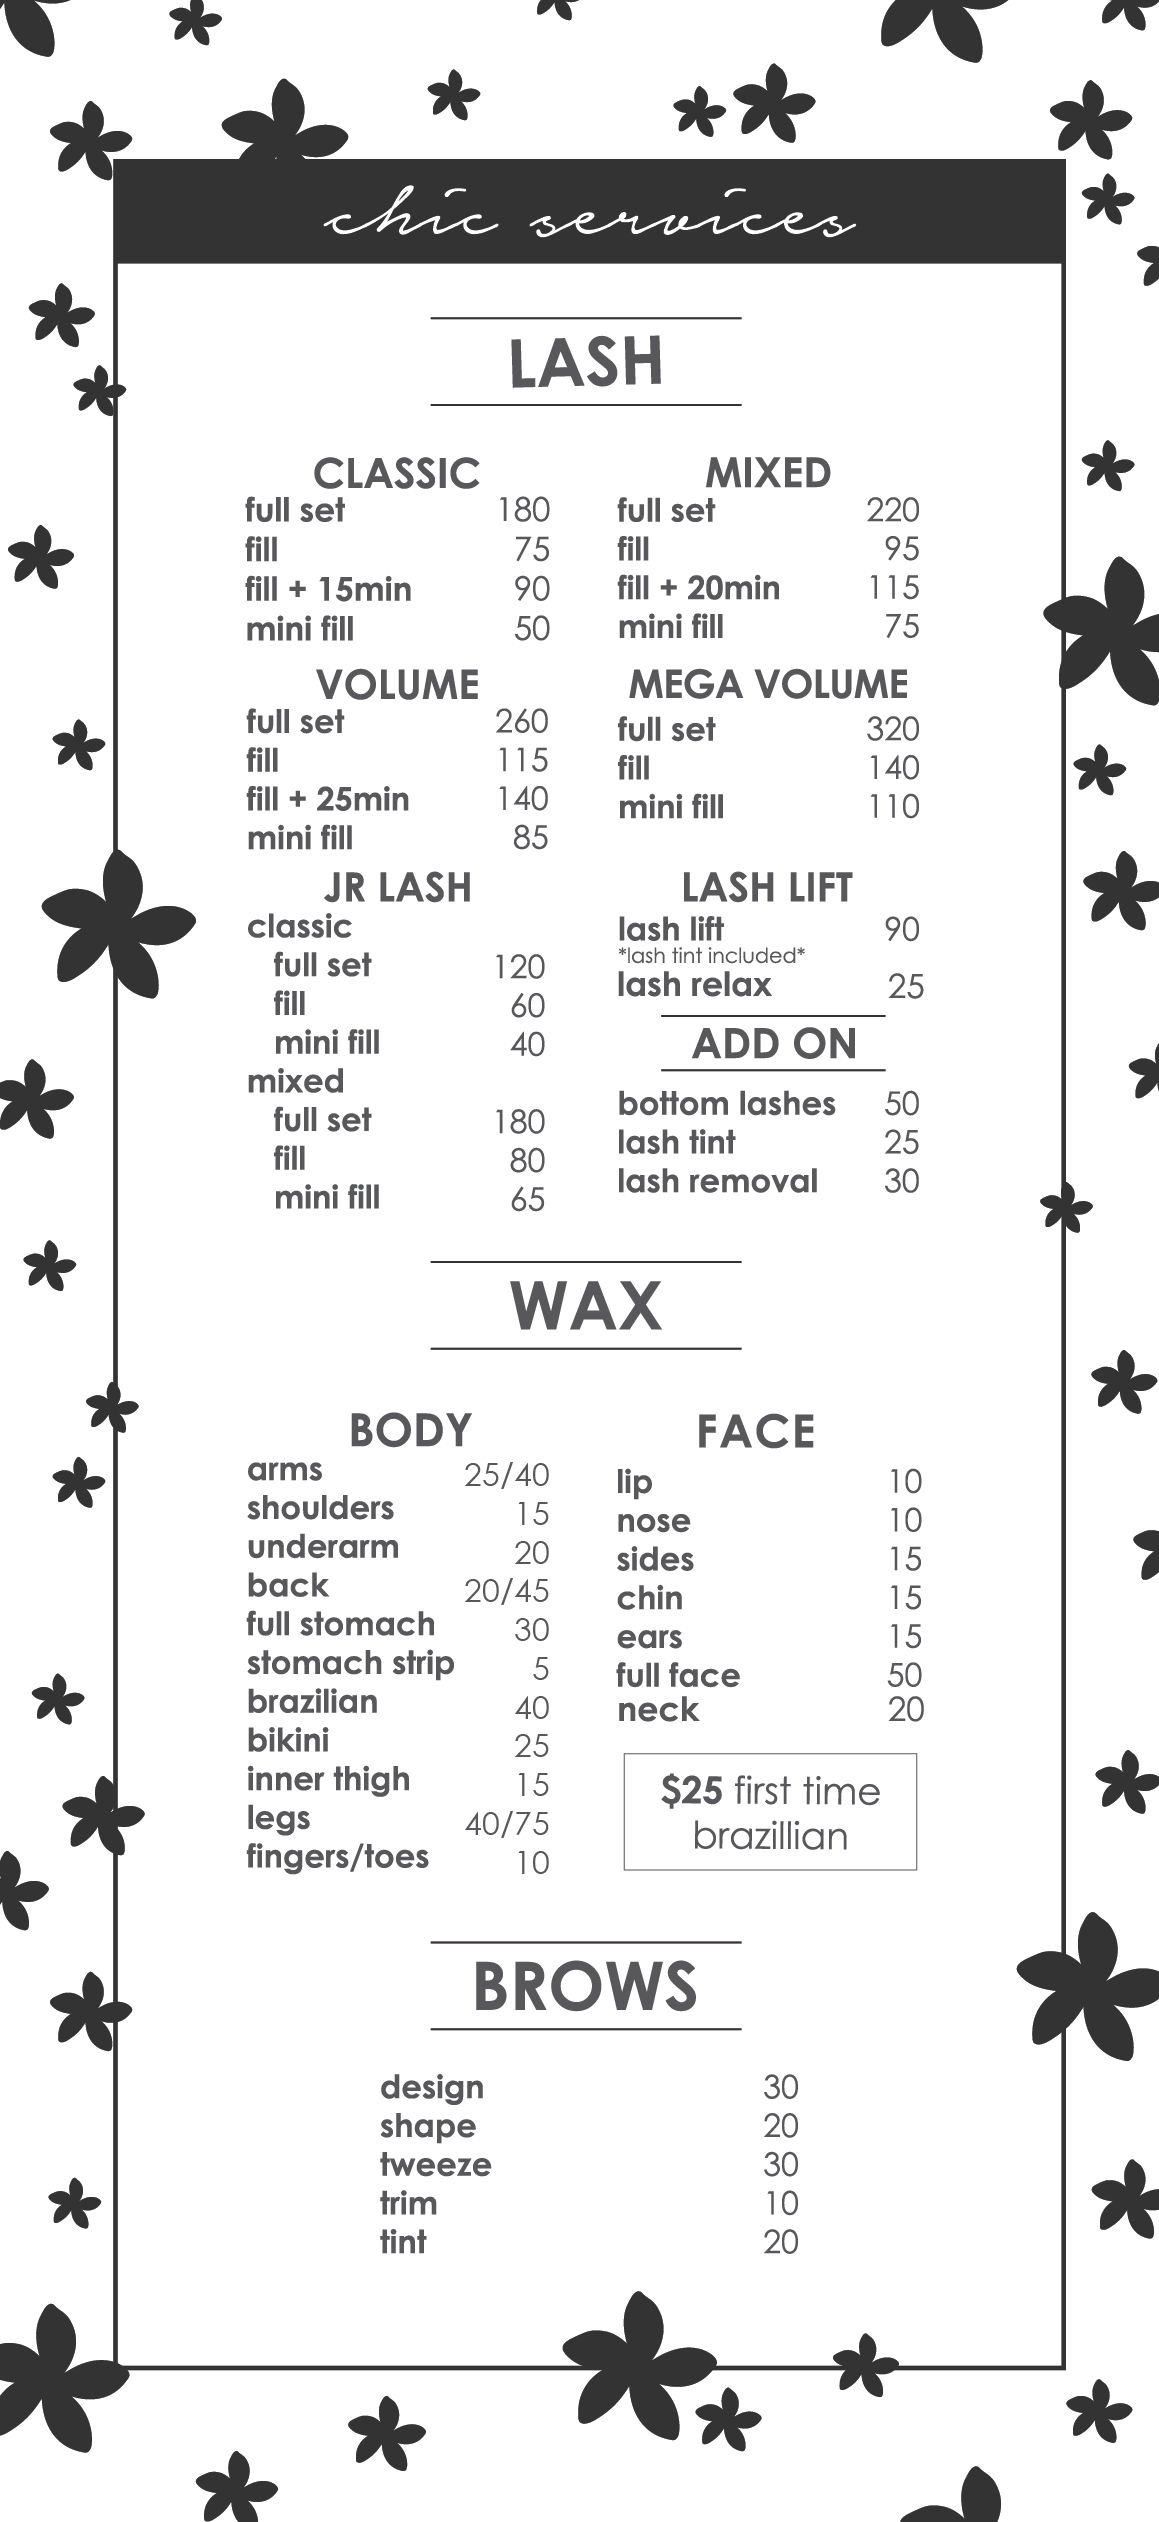 chic services
LASH
CLASSIC
full set 180
fill 75
fill + 15min 90
mini fill 50
MIXED
full set 220
fill 95
fill + 20min 115
mini fill 75
VOLUME
full set 260
fill 115
fill + 25min 140
mini fill 85
MEGA VOLUME
full set 320
fill 140
mini fill 110
JR LASH
classic
full set 120
fill 60
mini fill 40
mixed
full set 180
fill 80
mini fill 65
LASH LIFT
lash lift 90
*lash tint included*
lash relax 25
ADD ON
bottom lashes 50
lash tint 25
lash removal 30
WAX
BODY
arms 25/40
shoulders 15
underarm 20
back 20/45
full stomach 30
stomach strip 5
brazilian 40
bikini 25
inner thigh 15
legs 40/75
fingers/toes 10
FACE
lip 10
nose 10
sides 15
chin 15
ears 15
full face 50
neck 20
$25 first time
brazillian
BROWS
design 30
shape 20
tweeze 30
trim 10
tint 20